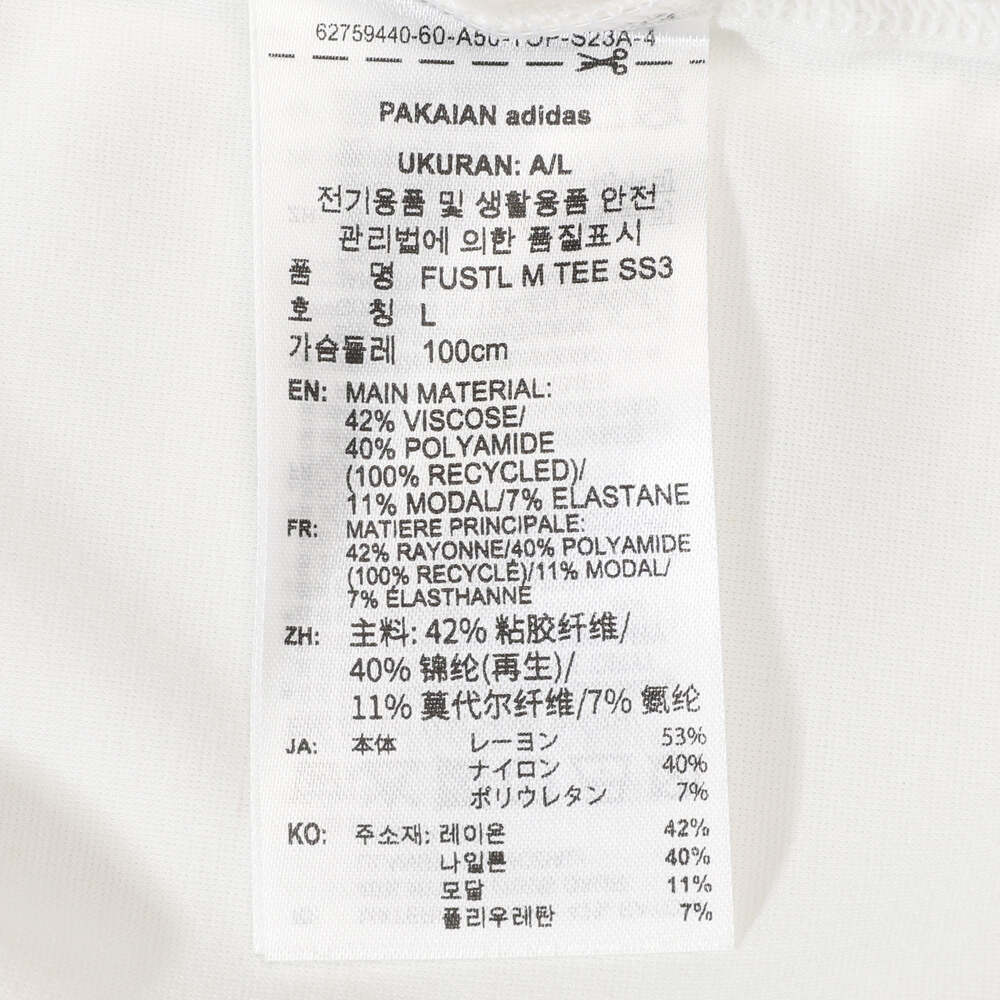 62759440-60-A50-TOP-S23A-4
PAKAIAN adidas
UKURAN: A/L
전기용품 및 생활용품 안전
관리법에 의한 품질표시
품 명 FUSTL M TEE SS3
호 칭 L
가슴둘레 100cm
EN: MAIN MATERIAL:
42% VISCOSE/
40% POLYAMIDE
(100% RECYCLED)/
11% MODAL/7% ELASTANE
FR: MATIERE PRINCIPALE:
42% RAYONNE/40% POLYAMIDE
(100% RECYCLÉ)/11% MODAL/
7% ÉLASTHANNE
ZH: 主料: 42% 粘胶纤维/
40% 锦纶(再生)/
11% 莫代尔纤维/7% 氨纶
JA: 本体 レーヨン 53%
ナイロン 40%
ポリウレタン 7%
KO: 주소재: 레이온 42%
나일론 40%
모달 11%
폴리우레탄 7%